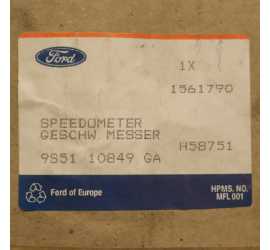 Ford
1X
1561790
SPEEDOMETER
GESCHW MESSER
H58751
9S51 10849 GA
Ford of Europe
HPMS. NO.
MFL 001